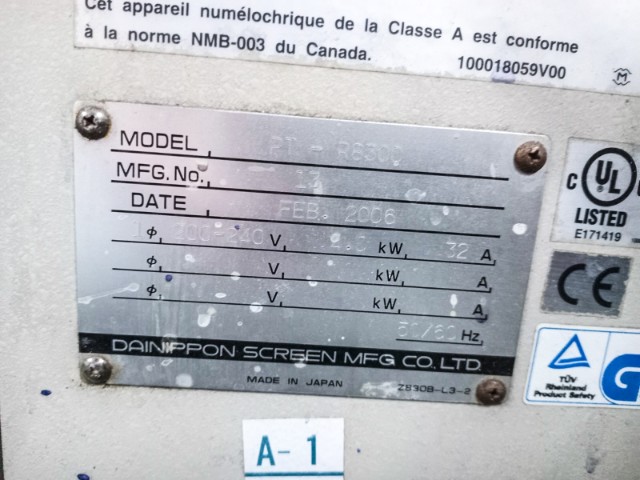 Cet appareil numélochrique de la Classe A est conforme
à la norme NMB-003 du Canada.
100018059V00
MODEL PT - R8300
MFG. No. 13
DATE FEB. 2006
1 φ, 200-240 V, kW, 32 A,
φ, V, kW, A,
φ, V, kW, A,
50/60 Hz,
DAINIPPON SCREEN MFG CO. LTD.
MADE IN JAPAN Z830B-L3-2
C UL
LISTED
E171419
CE
TÜV
Rheinland
Product Safety
A-1